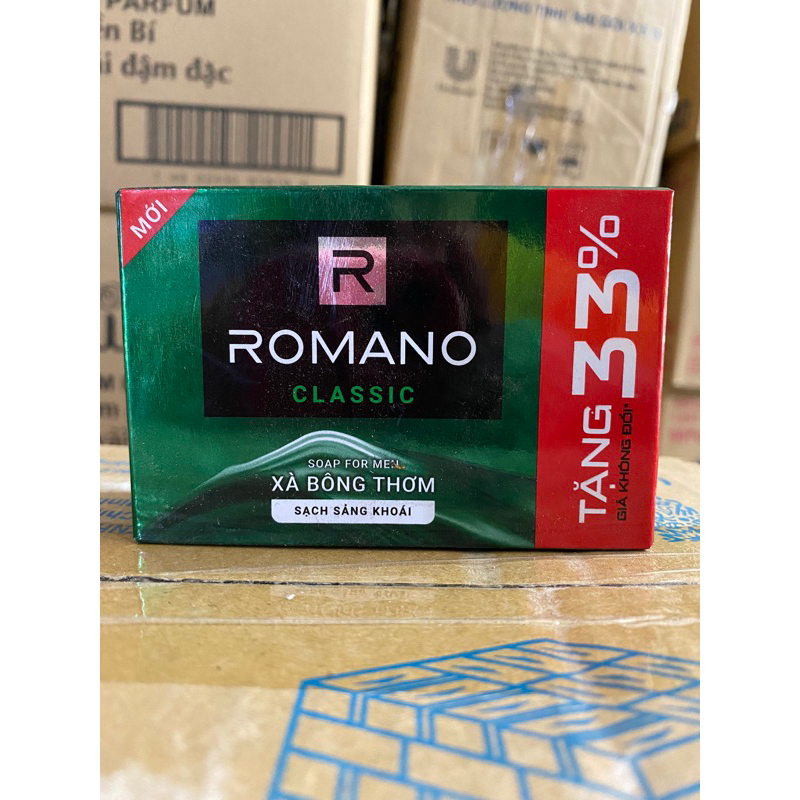 PARFUM
Bí
đậm đặc
MỚI
R
ROMANO
CLASSIC
SOAP FOR MEN
XÀ BÔNG THƠM
SẠCH SẢNG KHOÁI
TẶNG 33%
GIÁ KHÔNG ĐỔI*